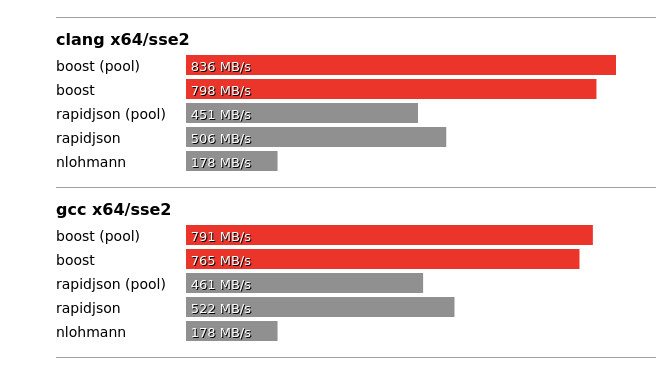 clang x64/sse2
boost (pool) 836 MB/s
boost 798 MB/s
rapidjson (pool) 451 MB/s
rapidjson 506 MB/s
nlohmann 178 MB/s
gcc x64/sse2
boost (pool) 791 MB/s
boost 765 MB/s
rapidjson (pool) 461 MB/s
rapidjson 522 MB/s
nlohmann 178 MB/s